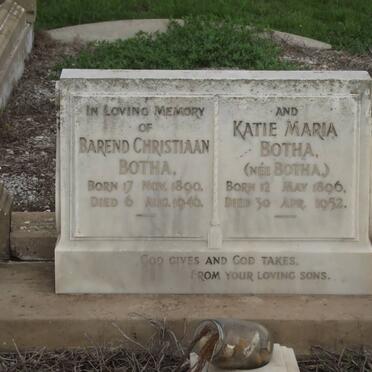 IN LOVING MEMORY
OF
BAREND CHRISTIAAN
BOTHA,
BORN 17 NOV. 1890.
DIED 6 AUG. 1940.
AND
KATIE MARIA
BOTHA,
(NÉE BOTHA,)
BORN 12 MAY 1896.
DIED 30 APR. 1952.
GOD GIVES AND GOD TAKES.
FROM YOUR LOVING SONS.